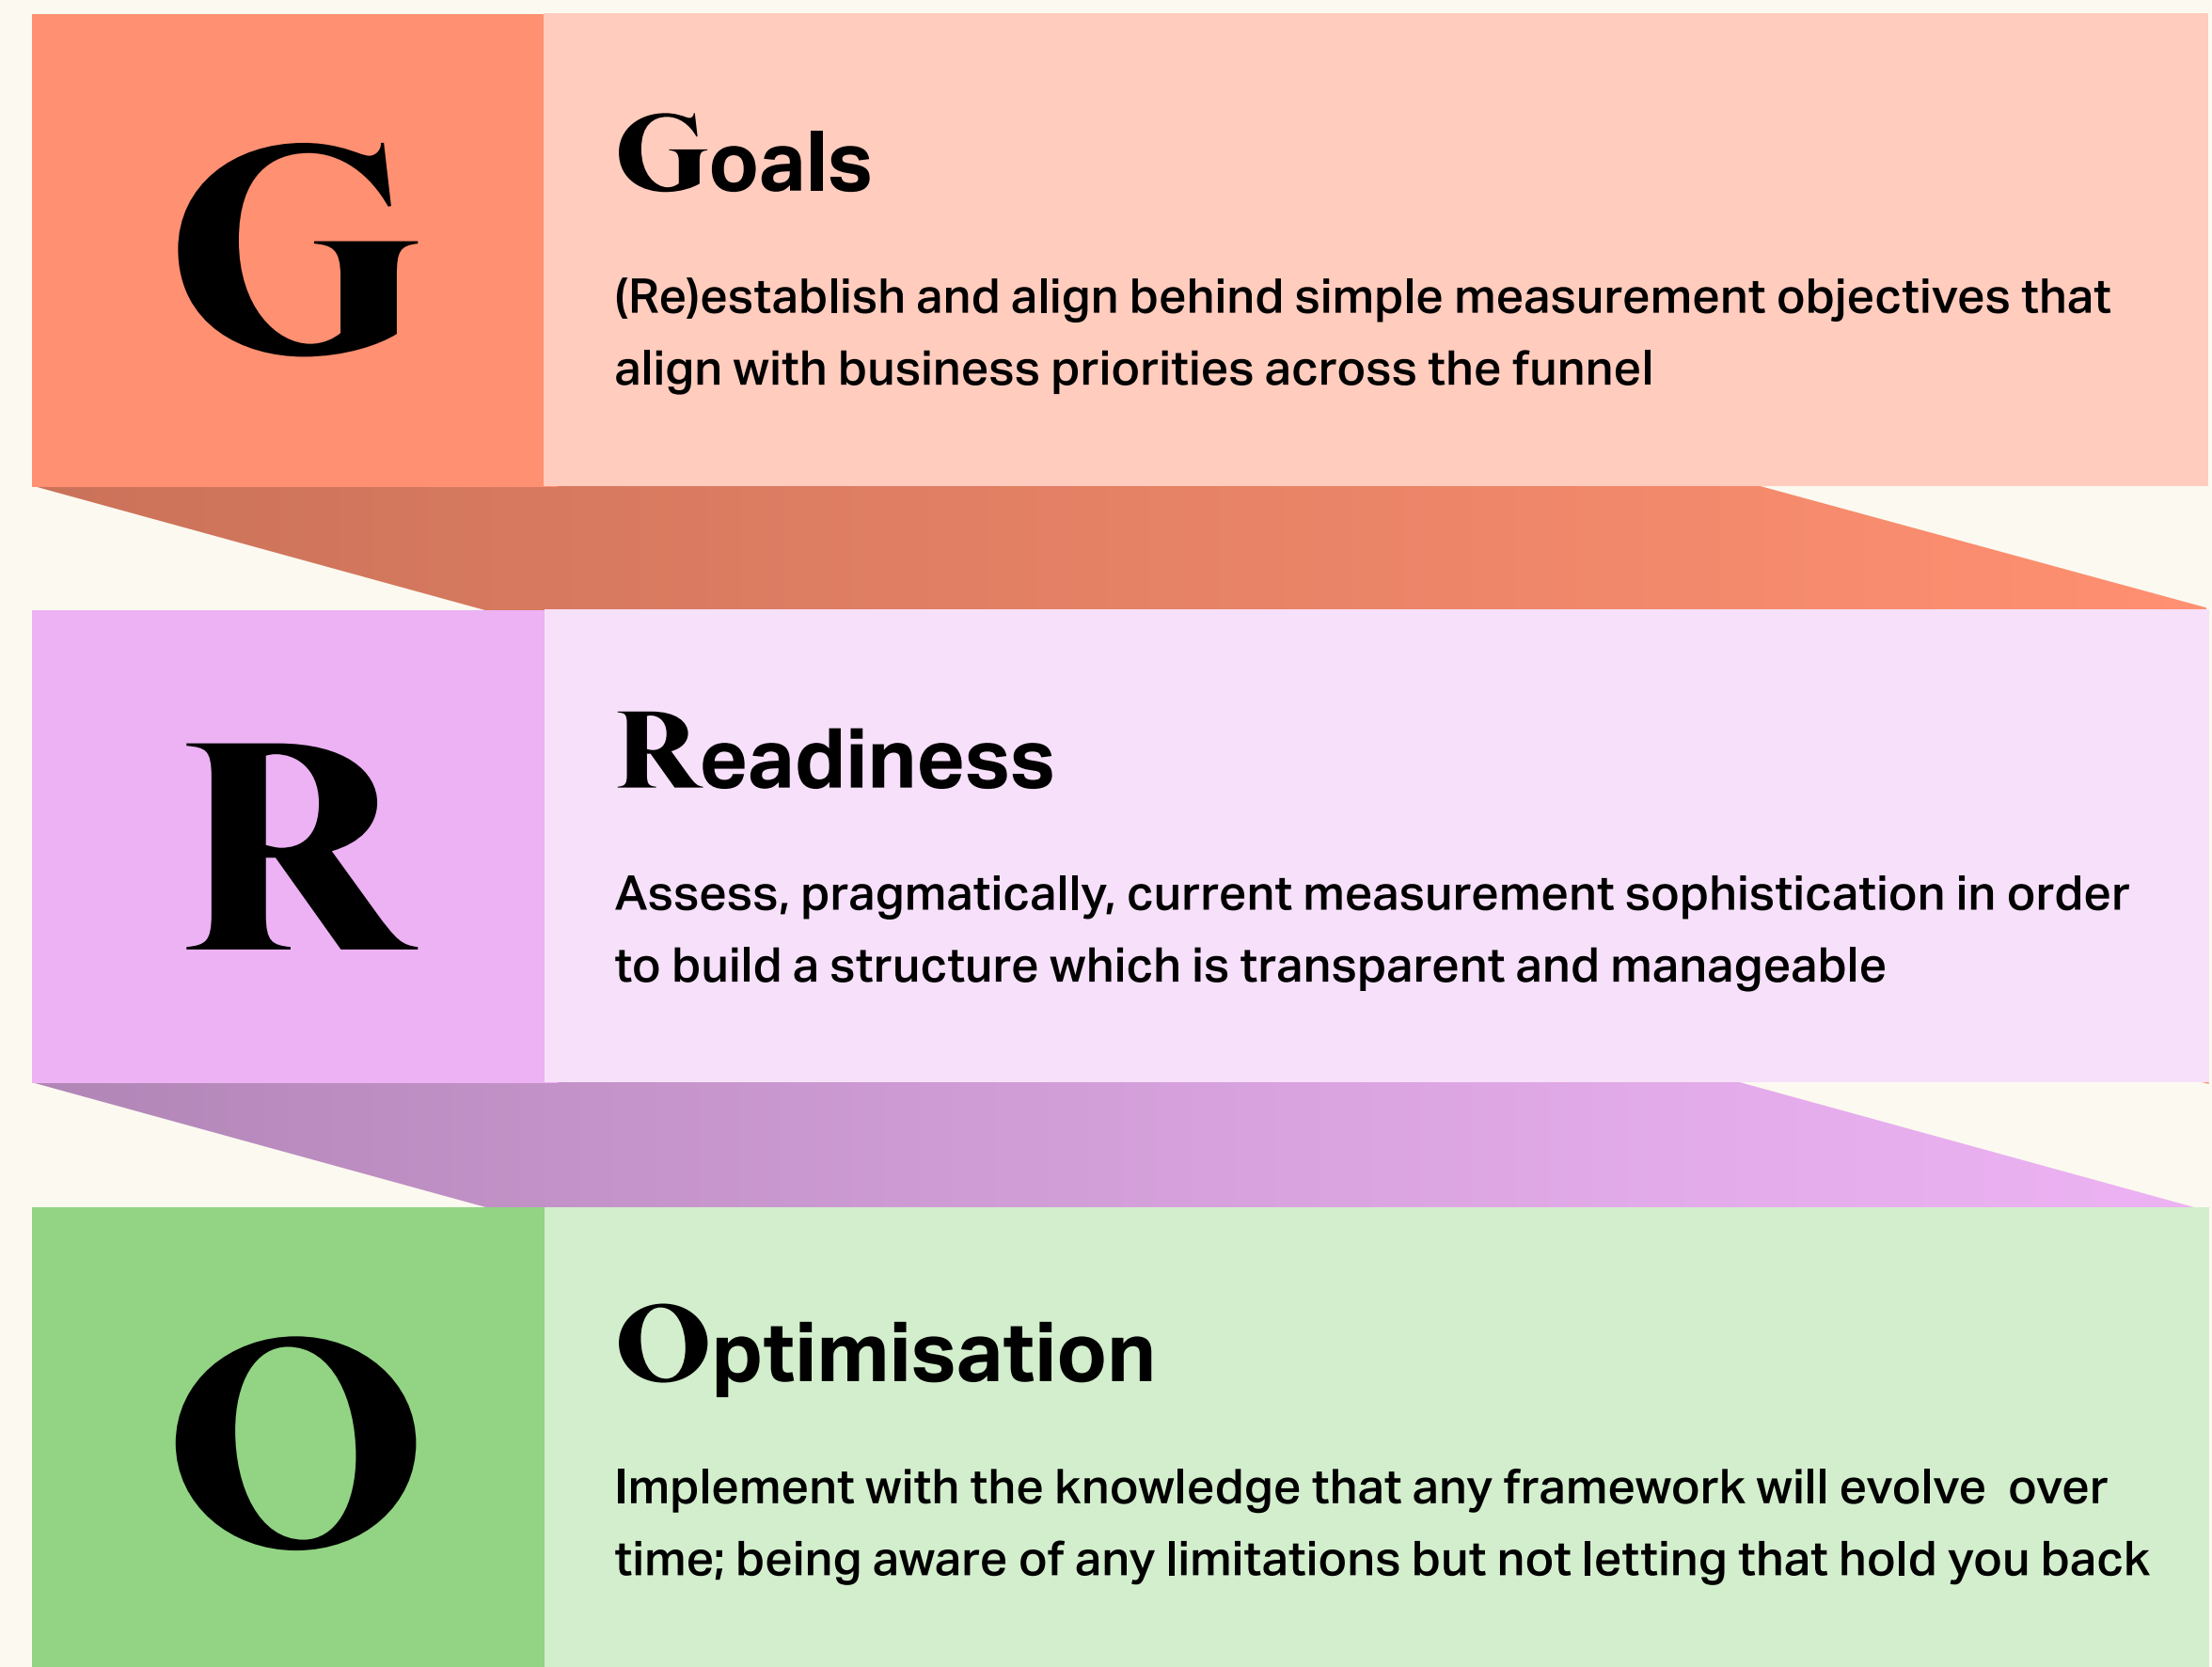 G
Goals
(Re)establish and align behind simple measurement objectives that
align with business priorities across the funnel
R
Readiness
Assess, pragmatically, current measurement sophistication in order
to build a structure which is transparent and manageable
O
Optimisation
Implement with the knowledge that any framework will evolve  over
time; being aware of any limitations but not letting that hold you back